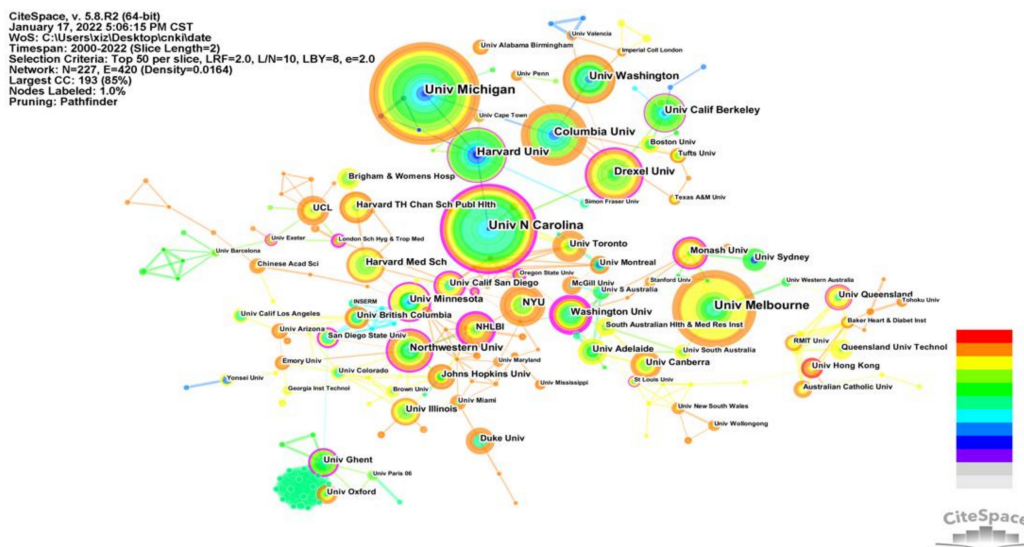 CiteSpace, v. 5.8.R2 (64-bit)
January 17, 2022 5:06:15 PM CST
WoS: C:\Users\xiz\Desktop\cnki\date
Timespan: 2000-2022 (Slice Length=2)
Selection Criteria: Top 50 per slice, LRF=2.0, L/N=10, LBY=8, e=2.0
Network: N=227, E=420 (Density=0.0164)
Largest CC: 193 (85%)
Nodes Labeled: 1.0%
Pruning: Pathfinder
Univ Valencia
Univ Alabama Birmingham
Imperial Coll London
Univ Penn
Univ Washington
Univ Michigan
Univ Calif Berkeley
Univ Cape Town
Columbia Univ
Boston Univ
Harvard Univ
Tufts Univ
Drexel Univ
Brigham & Womens Hosp
Texas A&M Univ
Simon Fraser Univ
UCL
Harvard TH Chan Sch Publ Hlth
Univ N Carolina
London Sch Hyg & Trop Med
Univ Exeter
Univ Toronto
Univ Barcelona
Monash Univ
Univ Sydney
Chinese Acad Sci
Harvard Med Sch
Univ Montreal
Oregon State Univ
Stanford Univ
Univ Western Australia
Univ Calif San Diego
McGill Univ
Univ S Australia
Univ Queensland
Tohoku Univ
INSERM
Univ Minnesota
NYU
Univ Melbourne
Univ Calif Los Angeles
Univ British Columbia
Washington Univ
South Australian Hlth & Med Res Inst
Baker Heart & Diabet Inst
Univ Arizona
NHLBI
San Diego State Univ
RMIT Univ
Queensland Univ Technol
Northwestern Univ
Univ Adelaide
Univ South Australia
Emory Univ
Univ Maryland
Univ Canberra
Univ Hong Kong
Univ Colorado
Johns Hopkins Univ
Yonsei Univ
Univ Mississippi
St Louis Univ
Georgia Inst Technol
Brown Univ
Australian Catholic Univ
Univ Miami
Univ Illinois
Univ New South Wales
Univ Wollongong
Duke Univ
Univ Ghent
Univ Paris 06
Univ Oxford
CiteSpace